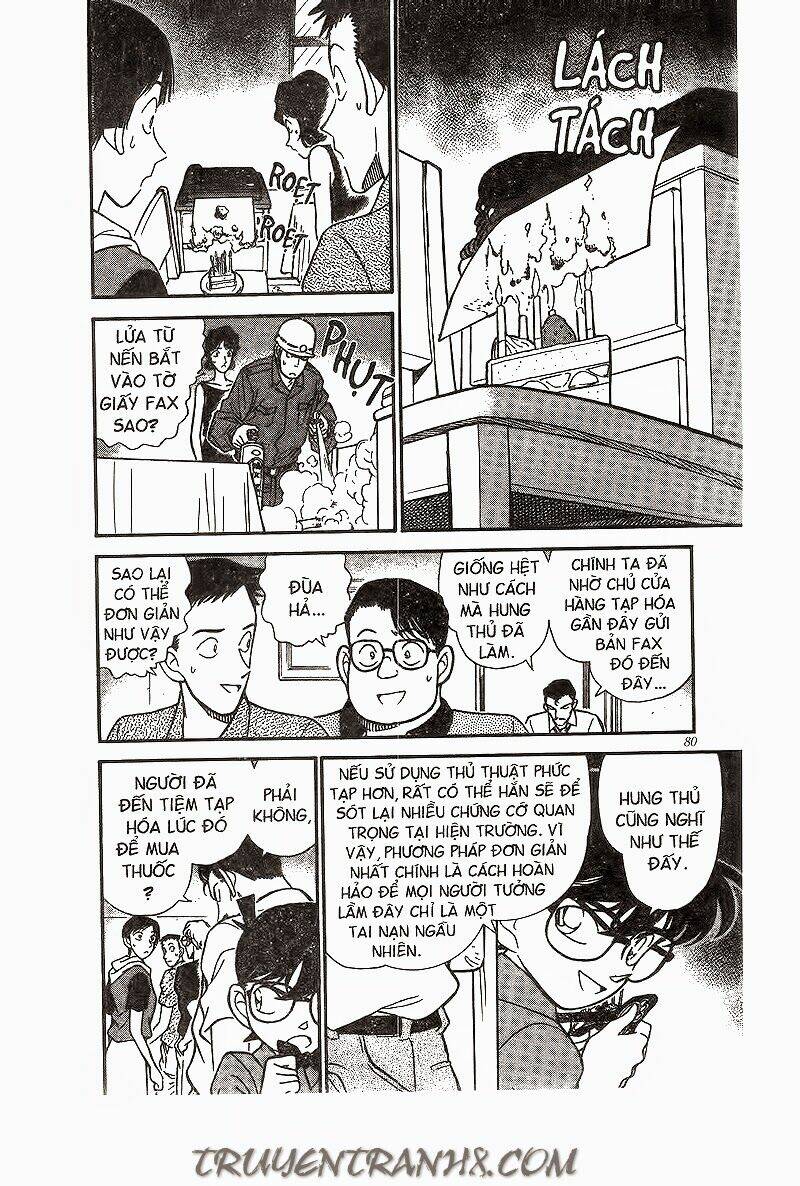 LÁCH
TÁCH
ROẸT
ROẸT
PHỤT
LỬA TỪ
NẾN BẮT
VÀO TỜ
GIẤY FAX
SAO?
CHÍNH TA ĐÃ
NHỜ CHỦ CỬA
HÀNG TẠP HÓA
GẦN ĐÂY GỬI
BẢN FAX
ĐÓ ĐẾN
ĐÂY...
GIỐNG HỆT
NHƯ CÁCH
MÀ HUNG
THỦ ĐÃ
LÀM.
ĐÙA
HẢ...
SAO LẠI
CÓ THỂ
ĐƠN GIẢN
NHƯ VẬY
ĐƯỢC?
80
HUNG THỦ
CŨNG NGHĨ
NHƯ THẾ
ĐẤY.
NẾU SỬ DỤNG THỦ THUẬT PHỨC
TẠP HƠN, RẤT CÓ THỂ HẮN SẼ ĐỂ
SÓT LẠI NHIỀU CHỨNG CỚ QUAN
TRỌNG TẠI HIỆN TRƯỜNG. VÌ
VẬY, PHƯƠNG PHÁP ĐƠN GIẢN
NHẤT CHÍNH LÀ CÁCH HOÀN
HẢO ĐỂ MỌI NGƯỜI TƯỞNG
LẦM ĐÂY CHỈ LÀ MỘT
TAI NẠN NGẪU
NHIÊN.
PHẢI
KHÔNG,
NGƯỜI ĐÃ
ĐẾN TIỆM TẠP
HÓA LÚC ĐÓ
ĐỂ MUA
THUỐC
?
TRUYENTRANH8.COM